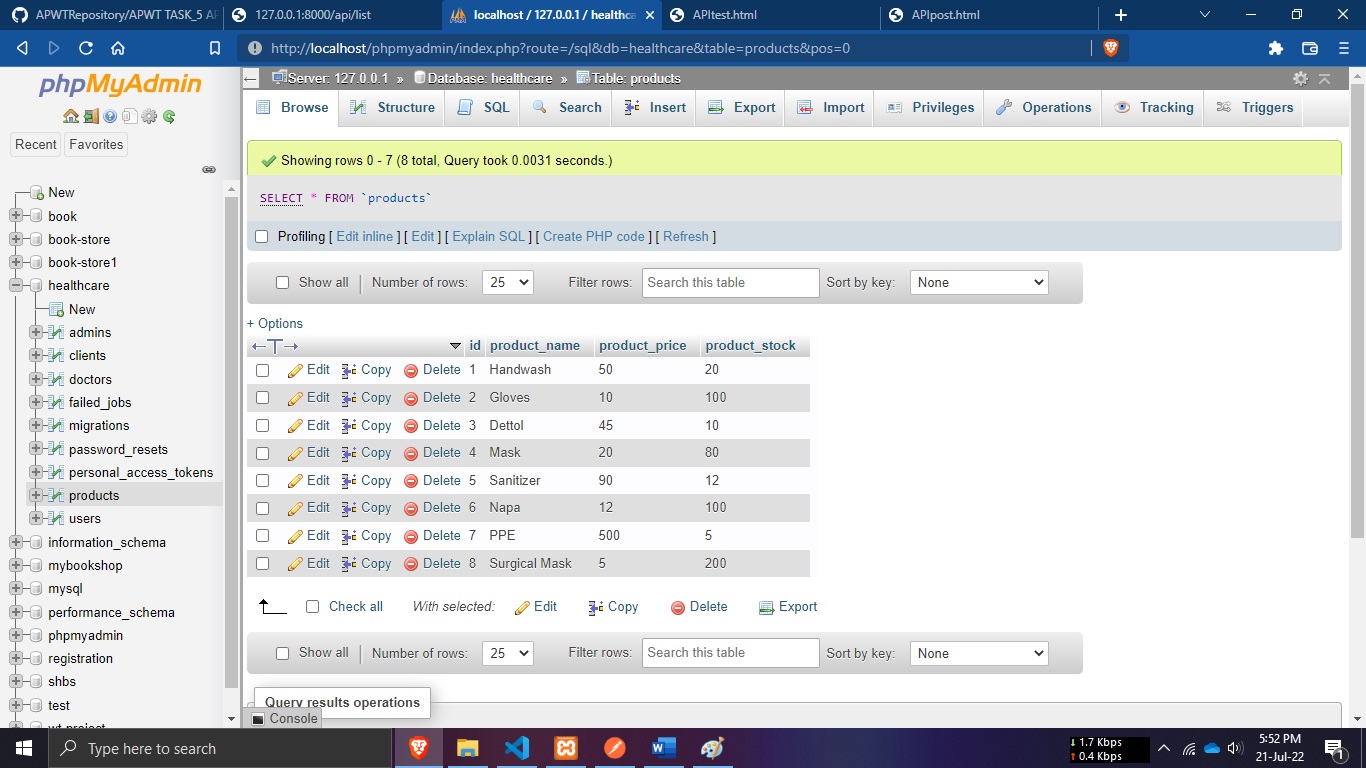 APWTRepository/APWT TASK_5 AP
127.0.0.1:8000/api/list
localhost / 127.0.0.1 / healthca
APItest.html
APIpost.html
http://localhost/phpmyadmin/index.php?route=/sql&db=healthcare&table=products&pos=0
phpMyAdmin
Recent
Favorites
New
book
book-store
book-store1
healthcare
New
admins
clients
doctors
failed_jobs
migrations
password_resets
personal_access_tokens
products
users
information_schema
mybookshop
mysql
performance_schema
phpmyadmin
registration
shbs
test
wt project
Server: 127.0.0.1 » Database: healthcare » Table: products
Browse Structure SQL Search Insert Export Import Privileges Operations Tracking Triggers
Showing rows 0 - 7 (8 total, Query took 0.0031 seconds.)
SELECT * FROM `products`
Profiling [ Edit inline ] [ Edit ] [ Explain SQL ] [ Create PHP code ] [ Refresh ]
Show all | Number of rows: 25 Filter rows: Search this table Sort by key: None
+ Options
id product_name product_price product_stock
Edit Copy Delete 1 Handwash 50 20
Edit Copy Delete 2 Gloves 10 100
Edit Copy Delete 3 Dettol 45 10
Edit Copy Delete 4 Mask 20 80
Edit Copy Delete 5 Sanitizer 90 12
Edit Copy Delete 6 Napa 12 100
Edit Copy Delete 7 PPE 500 5
Edit Copy Delete 8 Surgical Mask 5 200
Check all With selected: Edit Copy Delete Export
Show all | Number of rows: 25 Filter rows: Search this table Sort by key: None
Query results operations
Console
Type here to search
1.7 Kbps
0.4 Kbps
5:52 PM
21-Jul-22
1